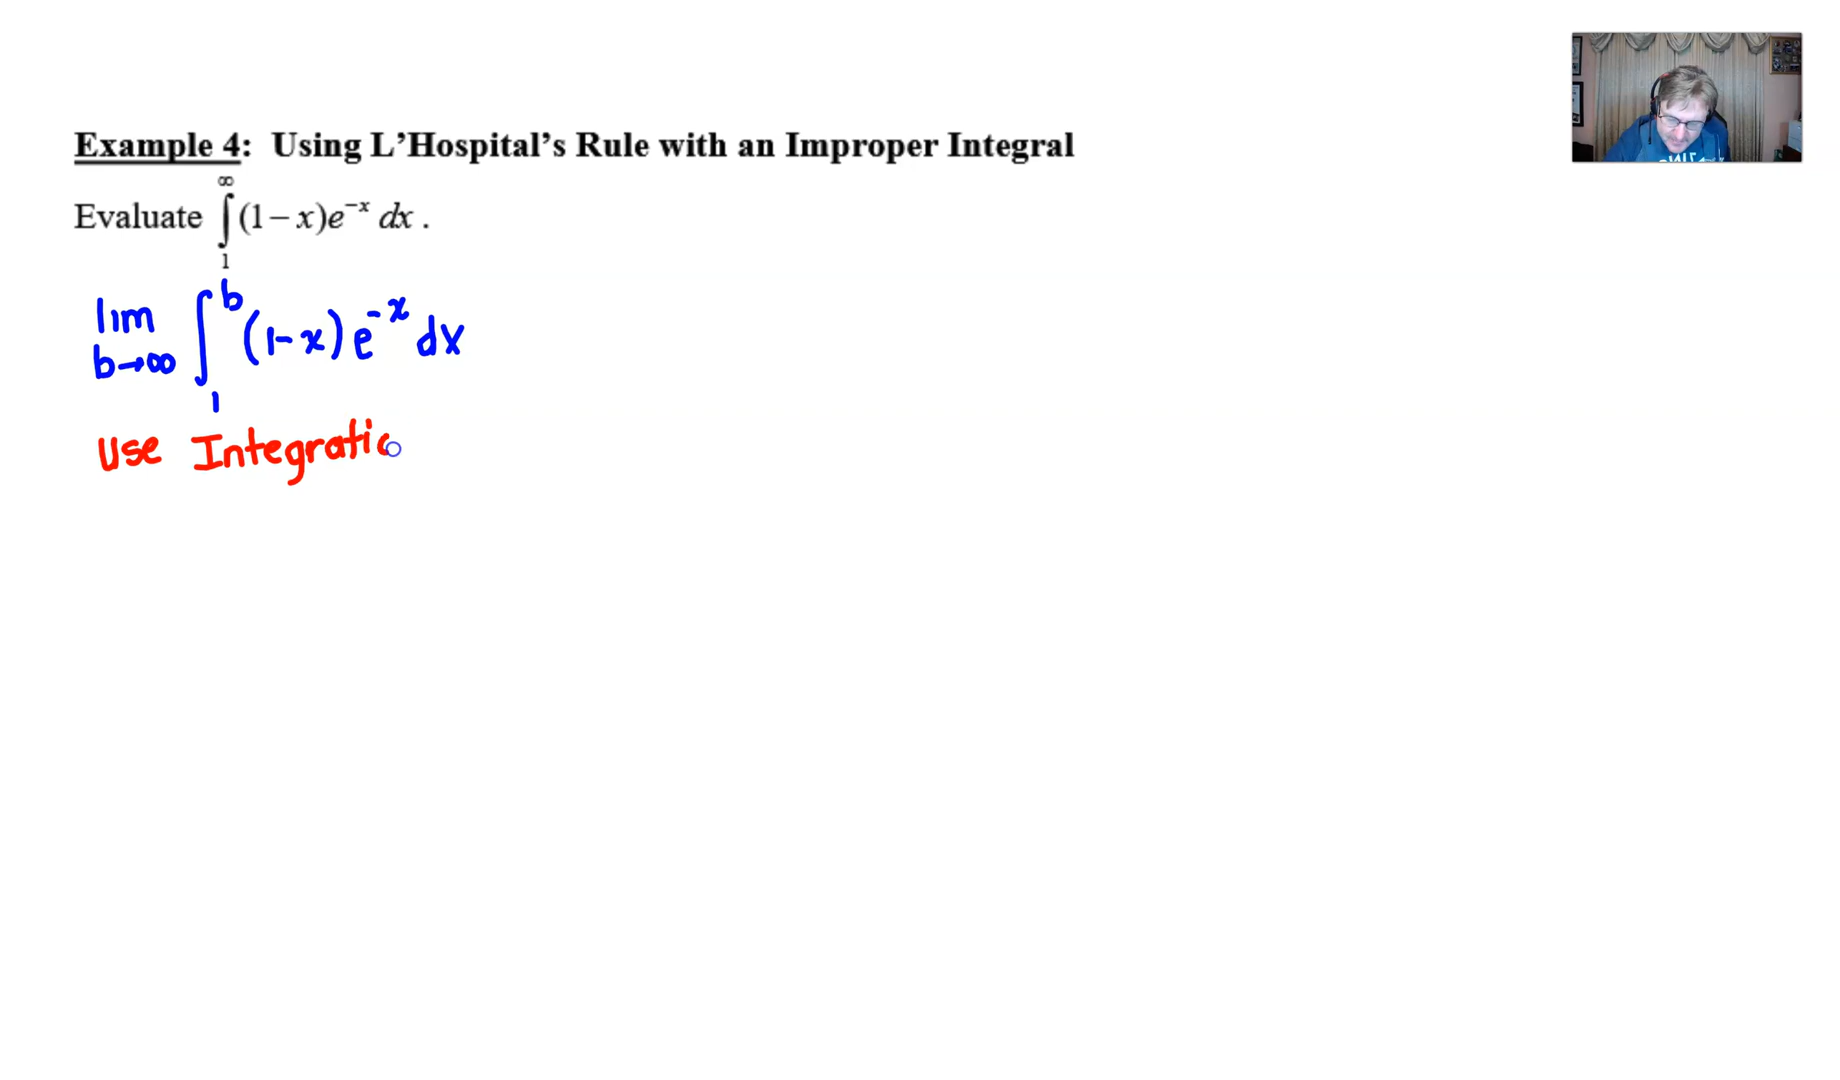 Example 4: Using L’Hospital’s Rule with an Improper Integral
Evaluate ∫₁^∞ (1−x)e^{−x} dx .
lim b→∞ ∫₁^b (1-x) e^{-x} dx
Use Integratio